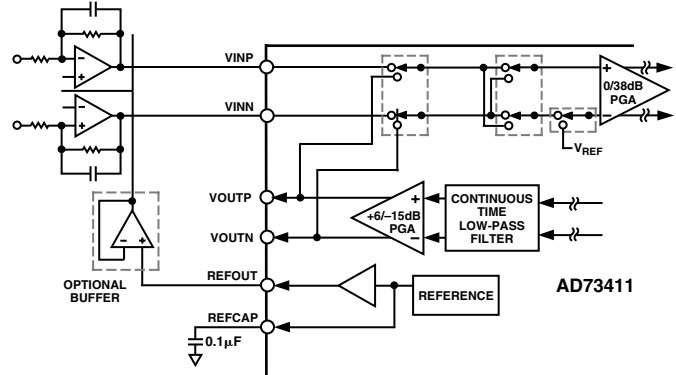 VINP
VINN
0/38dB
PGA
VREF
VOUTP
VOUTN
+6/–15dB
PGA
CONTINUOUS
TIME
LOW-PASS
FILTER
OPTIONAL
BUFFER
REFOUT
REFCAP
0.1μF
REFERENCE
AD73411